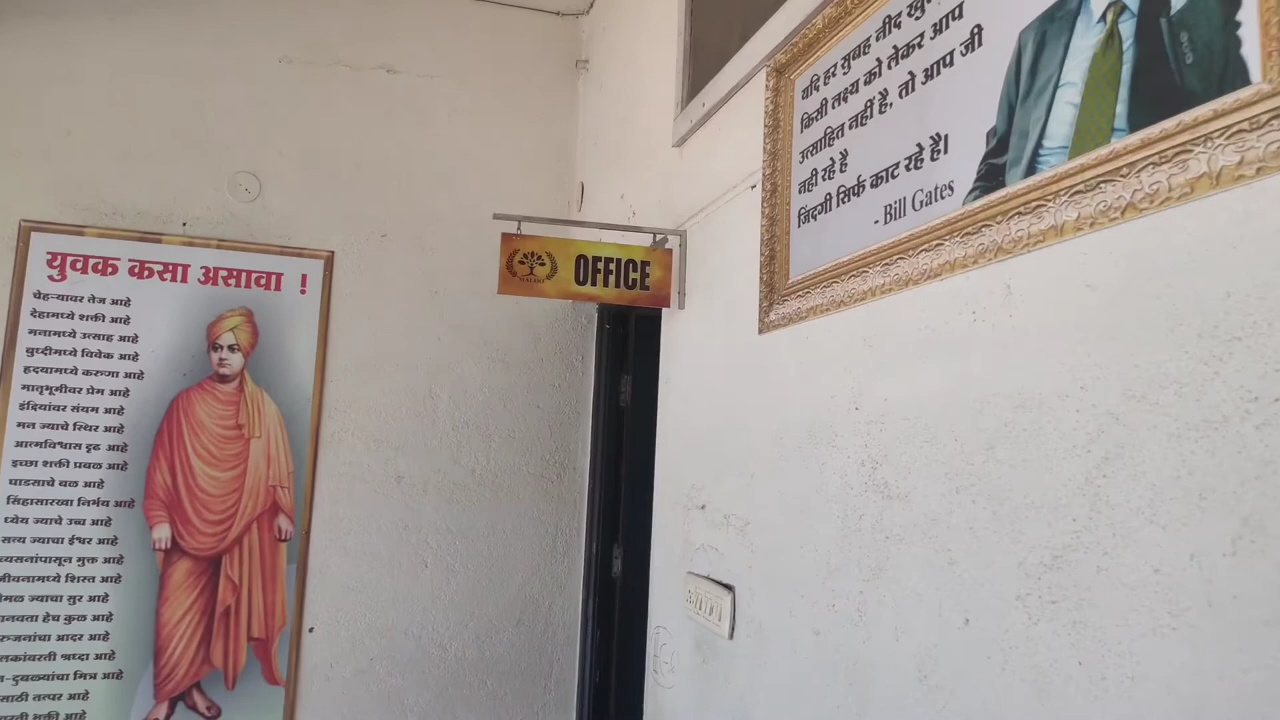 युवक कसा असावा !
चेहऱ्यावर तेज आहे
देहामध्ये शक्ती आहे
मनामध्ये उत्साह आहे
बुध्दीमध्ये विवेक आहे
हृदयामध्ये करुणा आहे
मातृभूमीवर प्रेम आहे
इंद्रियांवर संयम आहे
मन ज्याचे स्थिर आहे
आत्मविश्वास दृढ आहे
इच्छा शक्ती प्रबळ आहे
धाडसाचे बळ आहे
सिंहासारखा निर्भय आहे
ध्येय ज्याचे उच्च आहे
सत्य ज्याचा ईश्वर आहे
व्यसनांपासून मुक्त आहे
जीवनामध्ये शिस्त आहे
ज्याचा सुर आहे
हेच कुळ आहे
आदर आहे
श्रध्दा आहे
मित्र आहे
तत्पर आहे
भक्ती आहे
OFFICE
यदि हर सुबह नींद
किसी लक्ष्य को लेकर आप
उत्साहित नहीं है, तो आप जी
नही रहे है
जिंदगी सिर्फ काट रहे है।
- Bill Gates